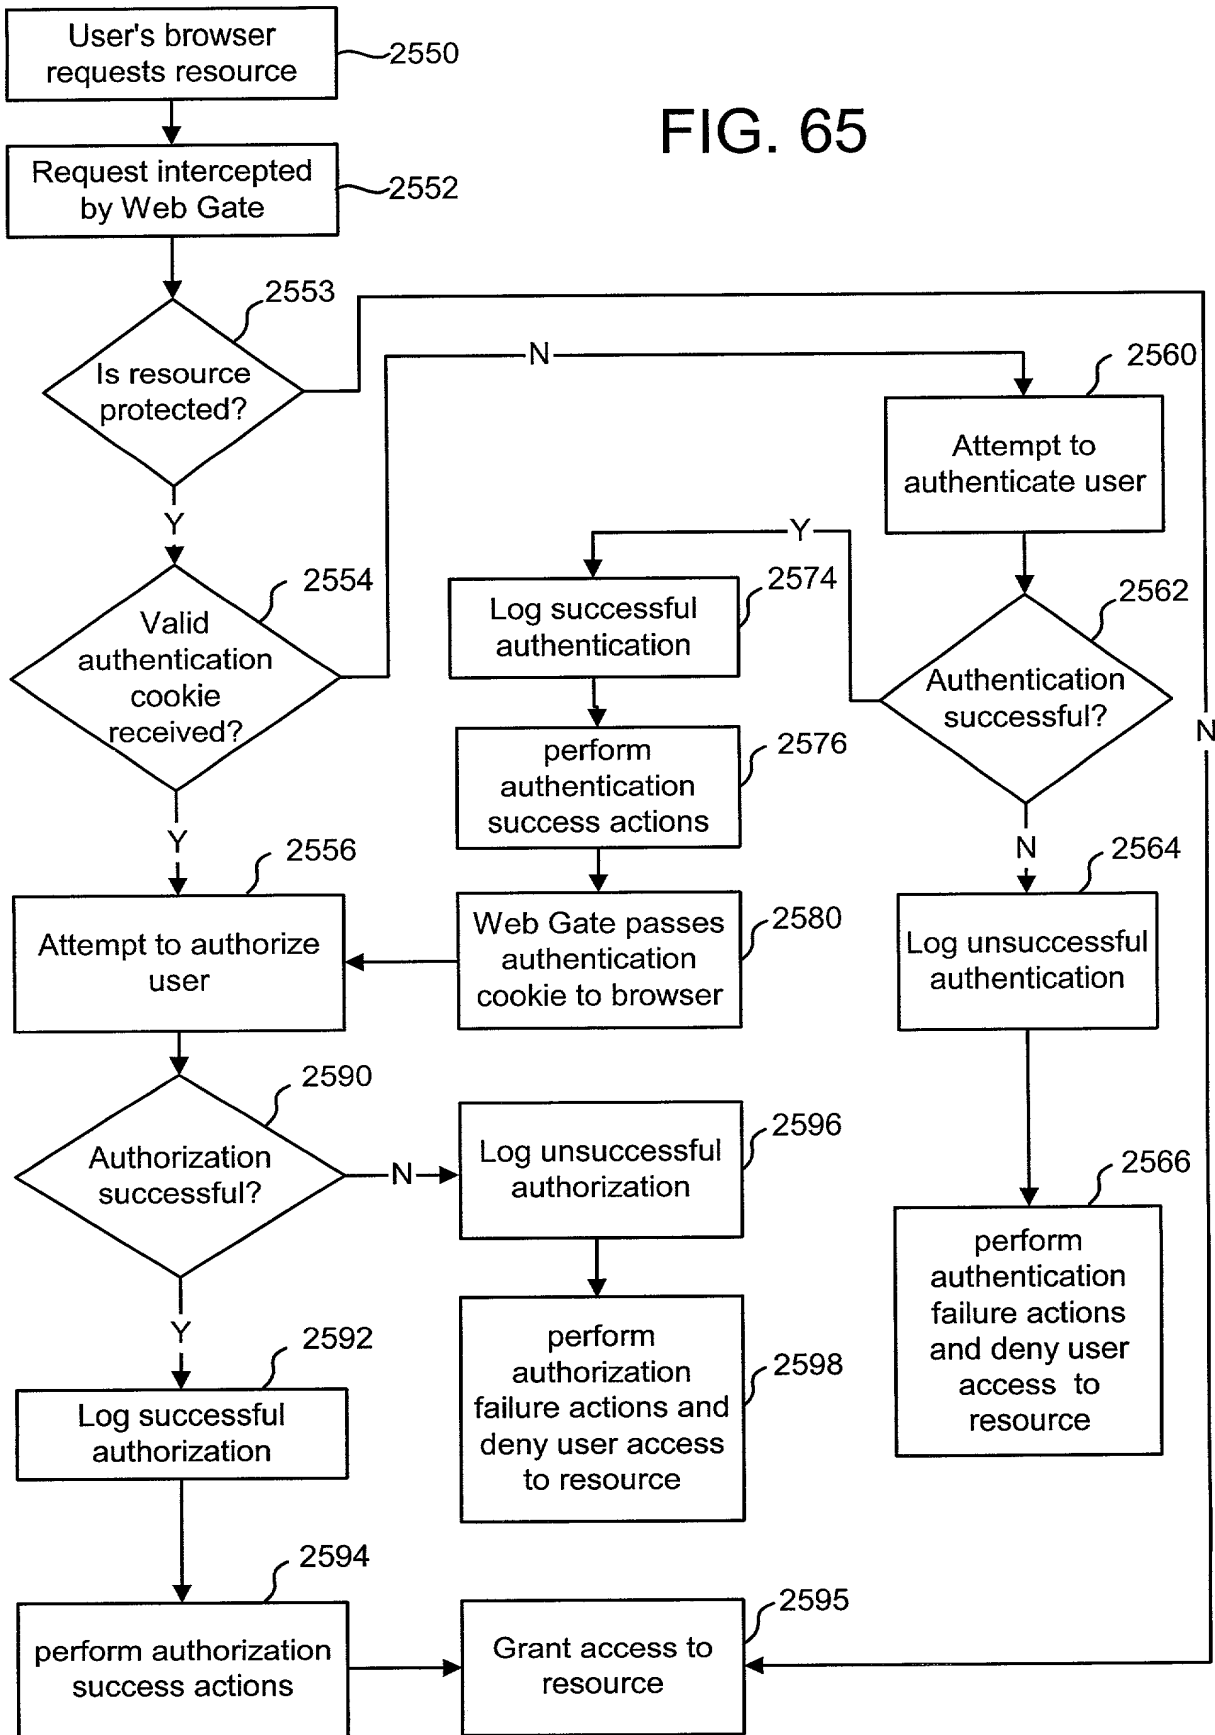 User's browser
requests resource
2550
FIG. 65
Request intercepted
by Web Gate
2552
2553
Is resource
protected?
N
2560
Attempt to
authenticate user
Y
Y
2554
Valid
authentication
cookie
received?
2574
Log successful
authentication
2562
Authentication
successful?
N
2576
perform
authentication
success actions
Y
N
2556
Attempt to authorize
user
2580
Web Gate passes
authentication
cookie to browser
2564
Log unsuccessful
authentication
2590
Authorization
successful?
N
2596
Log unsuccessful
authorization
2566
perform
authentication
failure actions
and deny user
access to
resource
Y
2592
Log successful
authorization
2598
perform
authorization
failure actions and
deny user access
to resource
2594
perform authorization
success actions
2595
Grant access to
resource